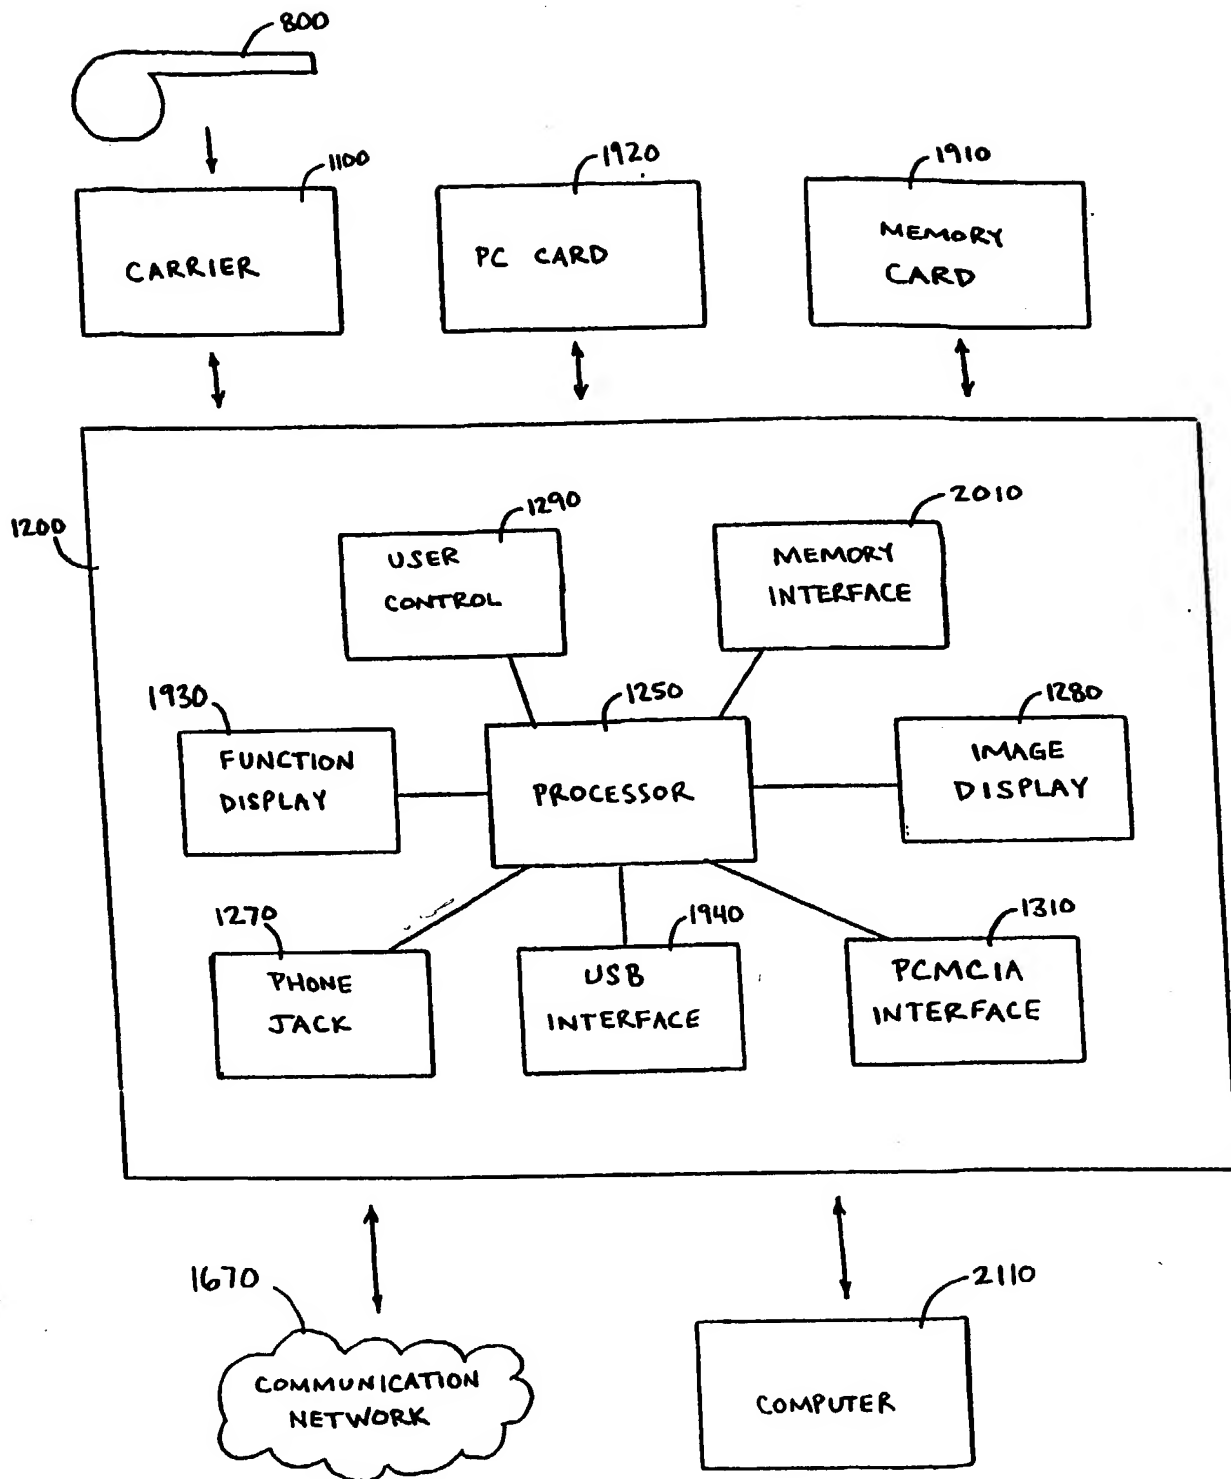 800
1100
1920
1910
CARRIER
PC CARD
MEMORY
CARD
1200
1290
2010
USER
CONTROL
MEMORY
INTERFACE
1930
1250
1280
FUNCTION
DISPLAY
PROCESSOR
IMAGE
DISPLAY
1270
1940
1310
PHONE
JACK
USB
INTERFACE
PCMCIA
INTERFACE
1670
2110
COMMUNICATION
NETWORK
COMPUTER